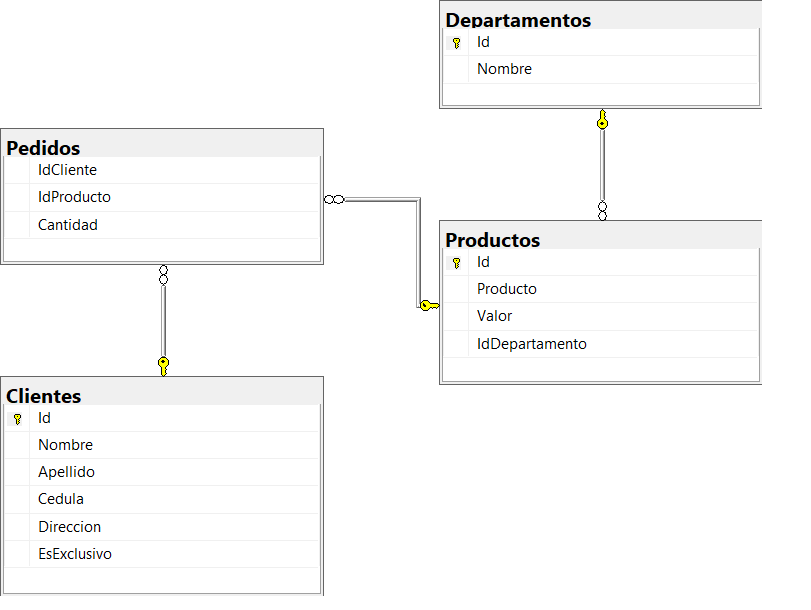 Departamentos
Id
Nombre
Pedidos
IdCliente
IdProducto
Cantidad
Productos
Id
Producto
Valor
IdDepartamento
Clientes
Id
Nombre
Apellido
Cedula
Direccion
EsExclusivo